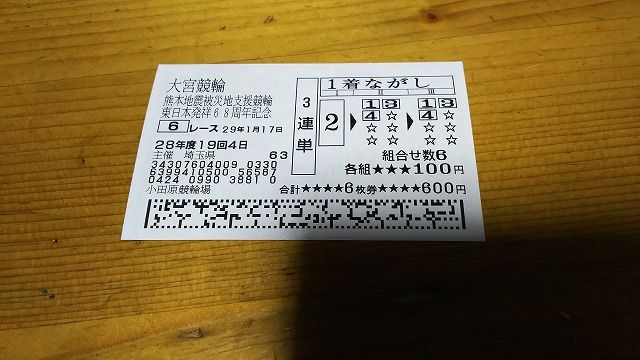 大宮競輪
熊本地震被災地支援競輪
東日本発祥68周年記念
6 レース 29年1月17日
28年度19回4日
主催 埼玉県 63
34307604009 0330
6399410500 56587
0424 0990 3881 0
小田原競輪場
3連単
1着ながし
I II III
2 ▶ 1 3 ▶ 1 3
4 ☆ 4 ☆
☆ ☆ ☆ ☆
☆ ☆ ☆ ☆
組合せ数6
各組★★★100円
合計★★★★6枚券★★★★600円